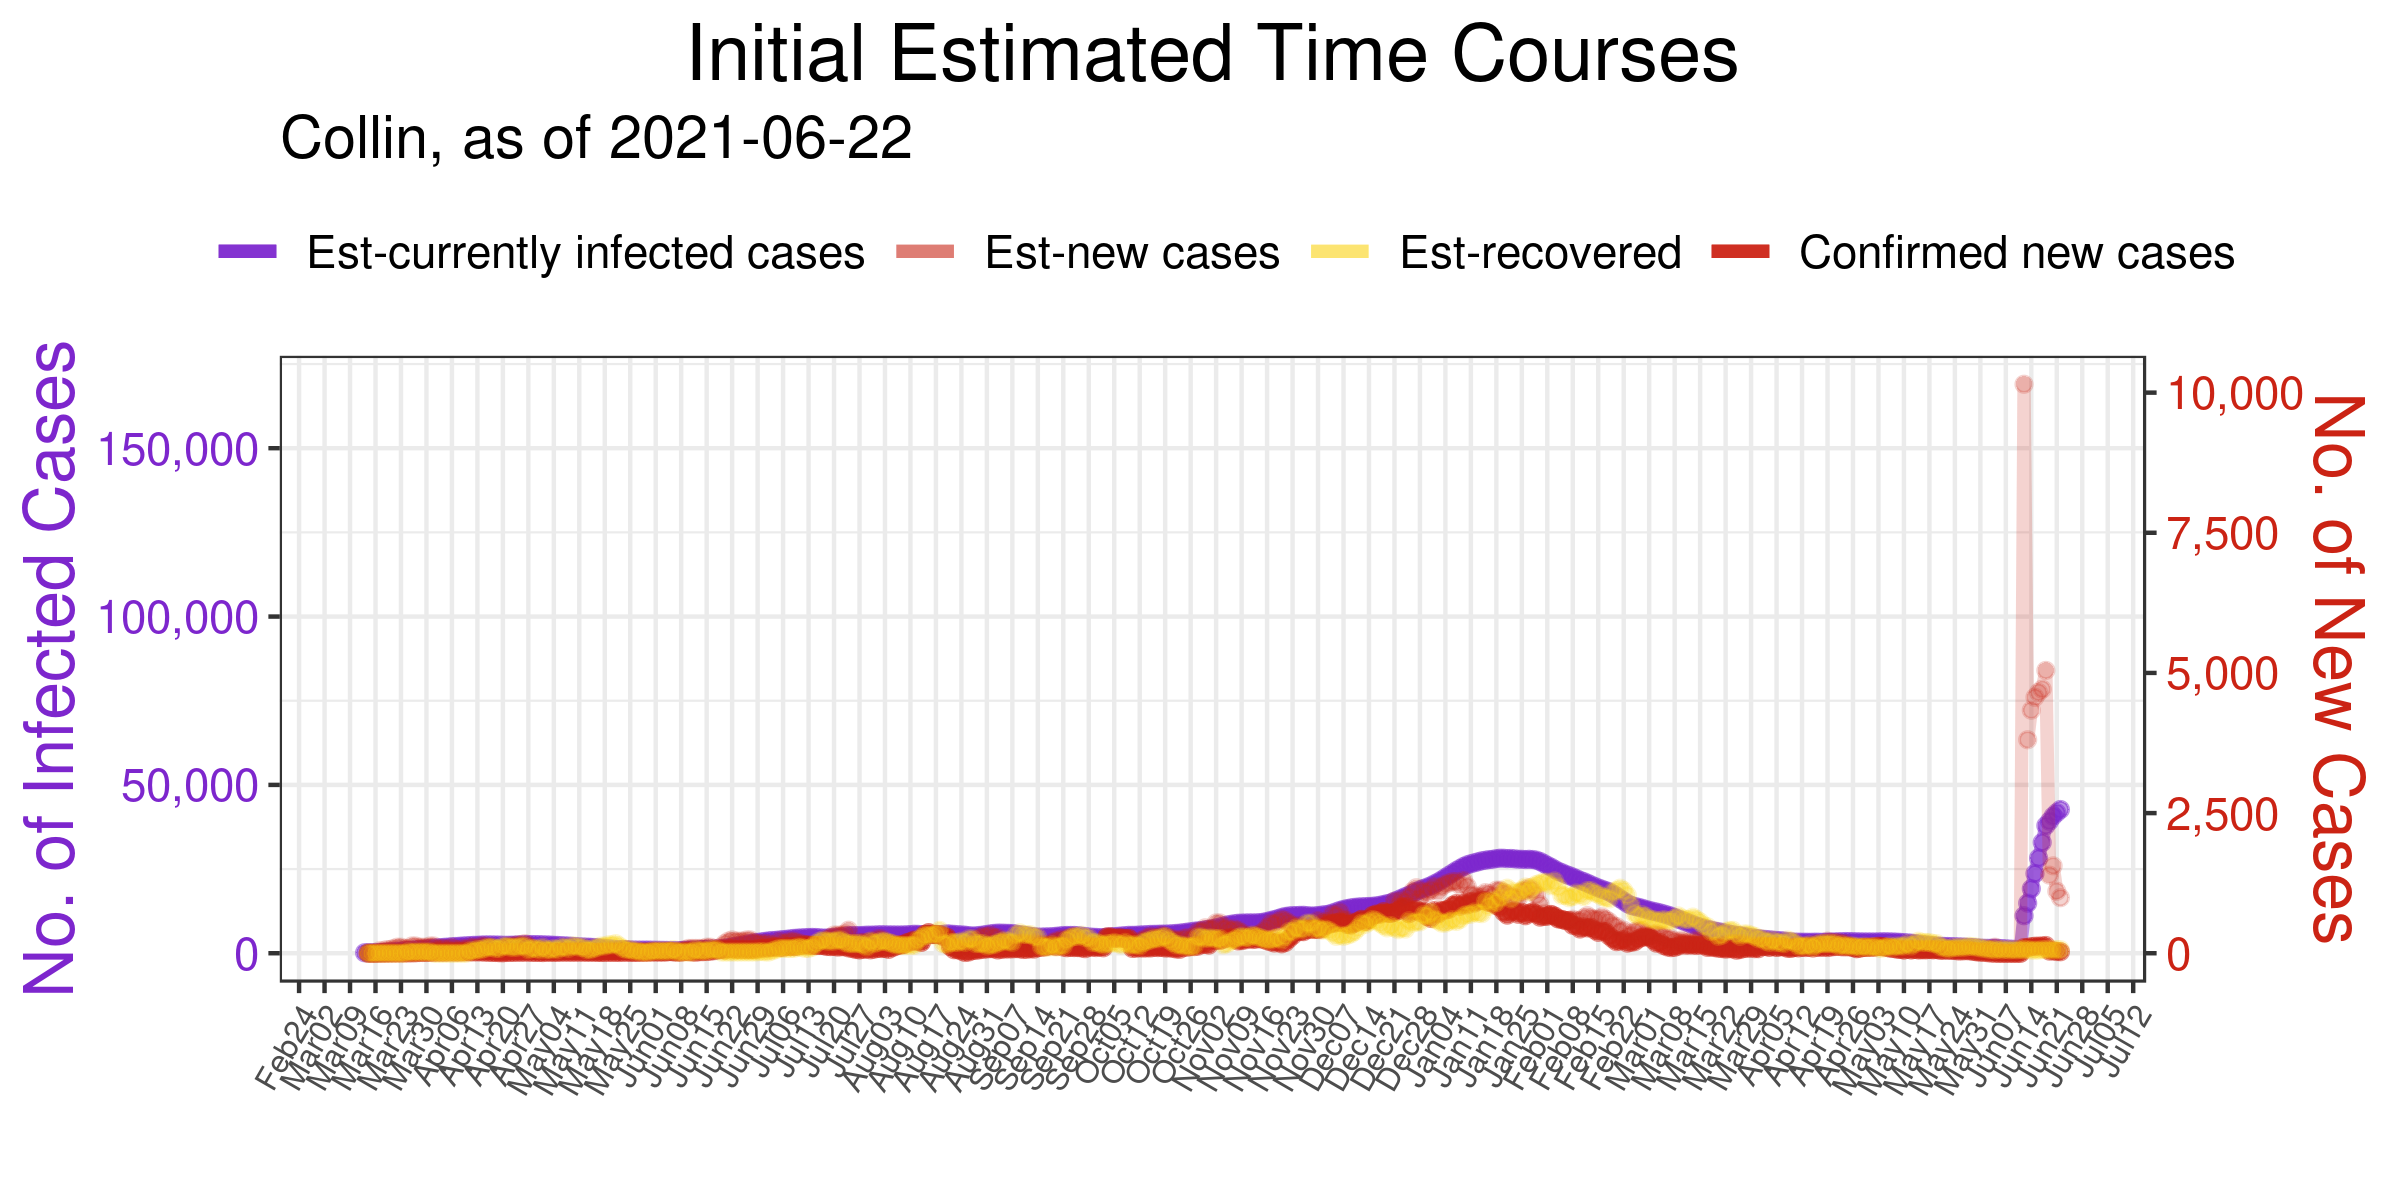 Initial Estimated Time Courses
Collin, as of 2021-06-22
Est-currently infected cases
Est-new cases
Est-recovered
Confirmed new cases
No. of Infected Cases
150,000
100,000
50,000
0
10,000
7,500
5,000
2,500
0
No. of New Cases
Feb24
Mar02
Mar09
Mar16
Mar23
Mar30
Apr06
Apr13
Apr20
Apr27
May04
May11
May18
May25
Jun01
Jun08
Jun15
Jun22
Jun29
Jul06
Jul13
Jul20
Jul27
Aug03
Aug10
Aug17
Aug24
Aug31
Sep07
Sep14
Sep21
Sep28
Oct05
Oct12
Oct19
Oct26
Nov02
Nov09
Nov16
Nov23
Nov30
Dec07
Dec14
Dec21
Dec28
Jan04
Jan11
Jan18
Jan25
Feb01
Feb08
Feb15
Feb22
Mar01
Mar08
Mar15
Mar22
Mar29
Apr05
Apr12
Apr19
Apr26
May03
May10
May17
May24
May31
Jun07
Jun14
Jun21
Jun28
Jul05
Jul12